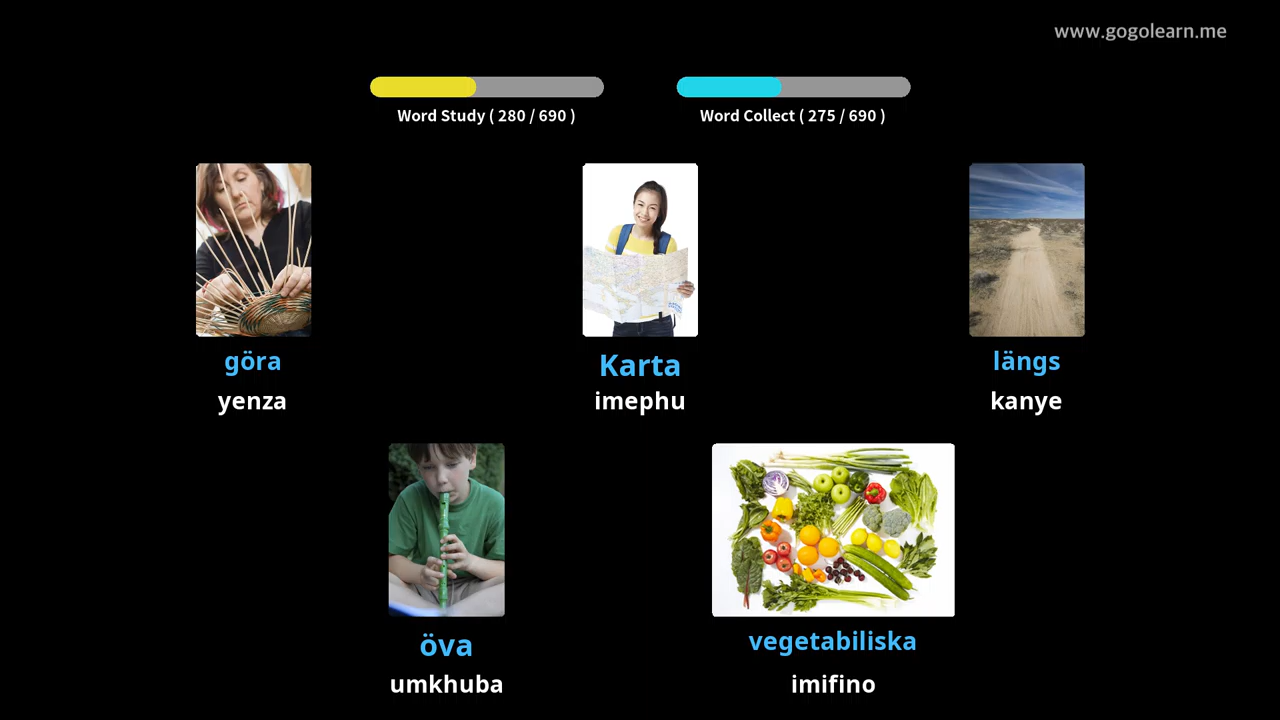 www.gogolearn.me
Word Study ( 280 / 690 )
Word Collect ( 275 / 690 )
göra
yenza
Karta
imephu
längs
kanye
öva
umkhuba
vegetabiliska
imifino